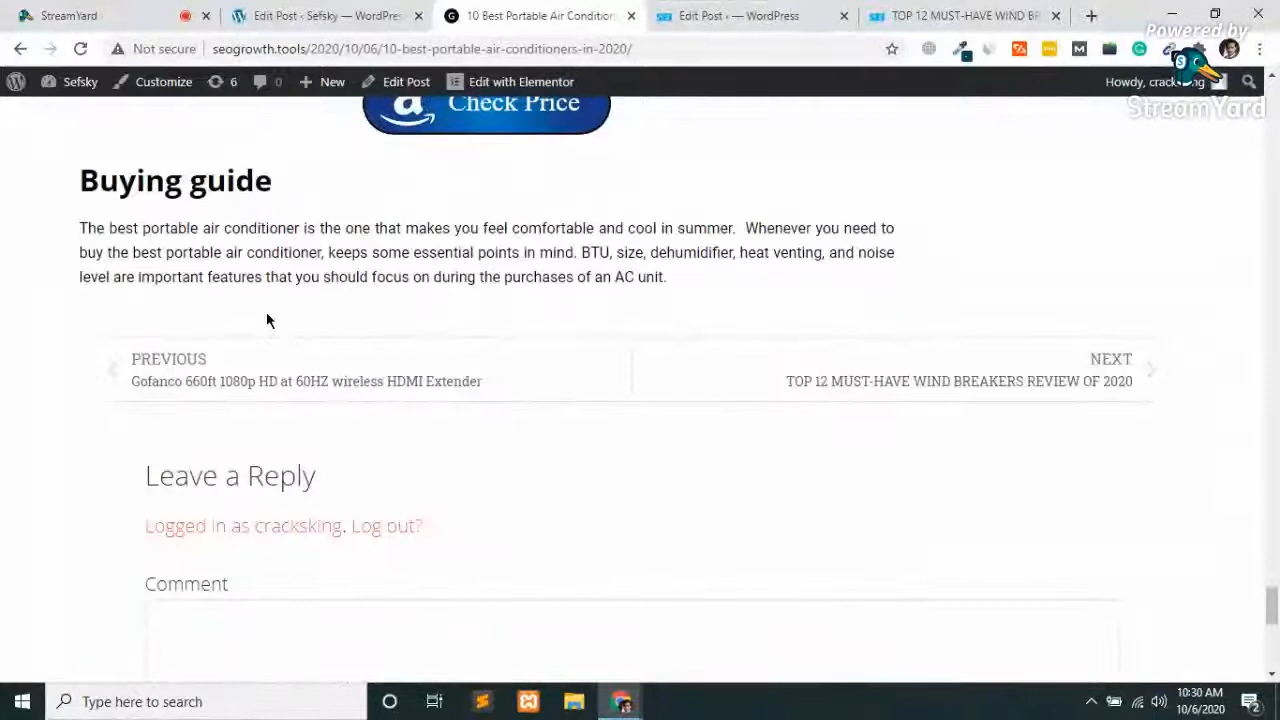 StreamYard
Edit Post ‹ Sefsky — WordPress
10 Best Portable Air Condition
Edit Post ‹ — WordPress
TOP 12 MUST-HAVE WIND BR
Powered by
StreamYard
Not secure
seogrowth.tools/2020/10/06/10-best-portable-air-conditioners-in-2020/
Sefsky
Customize
6
0
New
Edit Post
Edit with Elementor
Howdy,
Check Price
Buying guide
The best portable air conditioner is the one that makes you feel comfortable and cool in summer. Whenever you need to
buy the best portable air conditioner, keeps some essential points in mind. BTU, size, dehumidifier, heat venting, and noise
level are important features that you should focus on during the purchases of an AC unit.
PREVIOUS
Gofanco 660ft 1080p HD at 60HZ wireless HDMI Extender
NEXT
TOP 12 MUST-HAVE WIND BREAKERS REVIEW OF 2020
Leave a Reply
Logged in as cracksking. Log out?
Comment
Type here to search
10:30 AM
10/6/2020
2